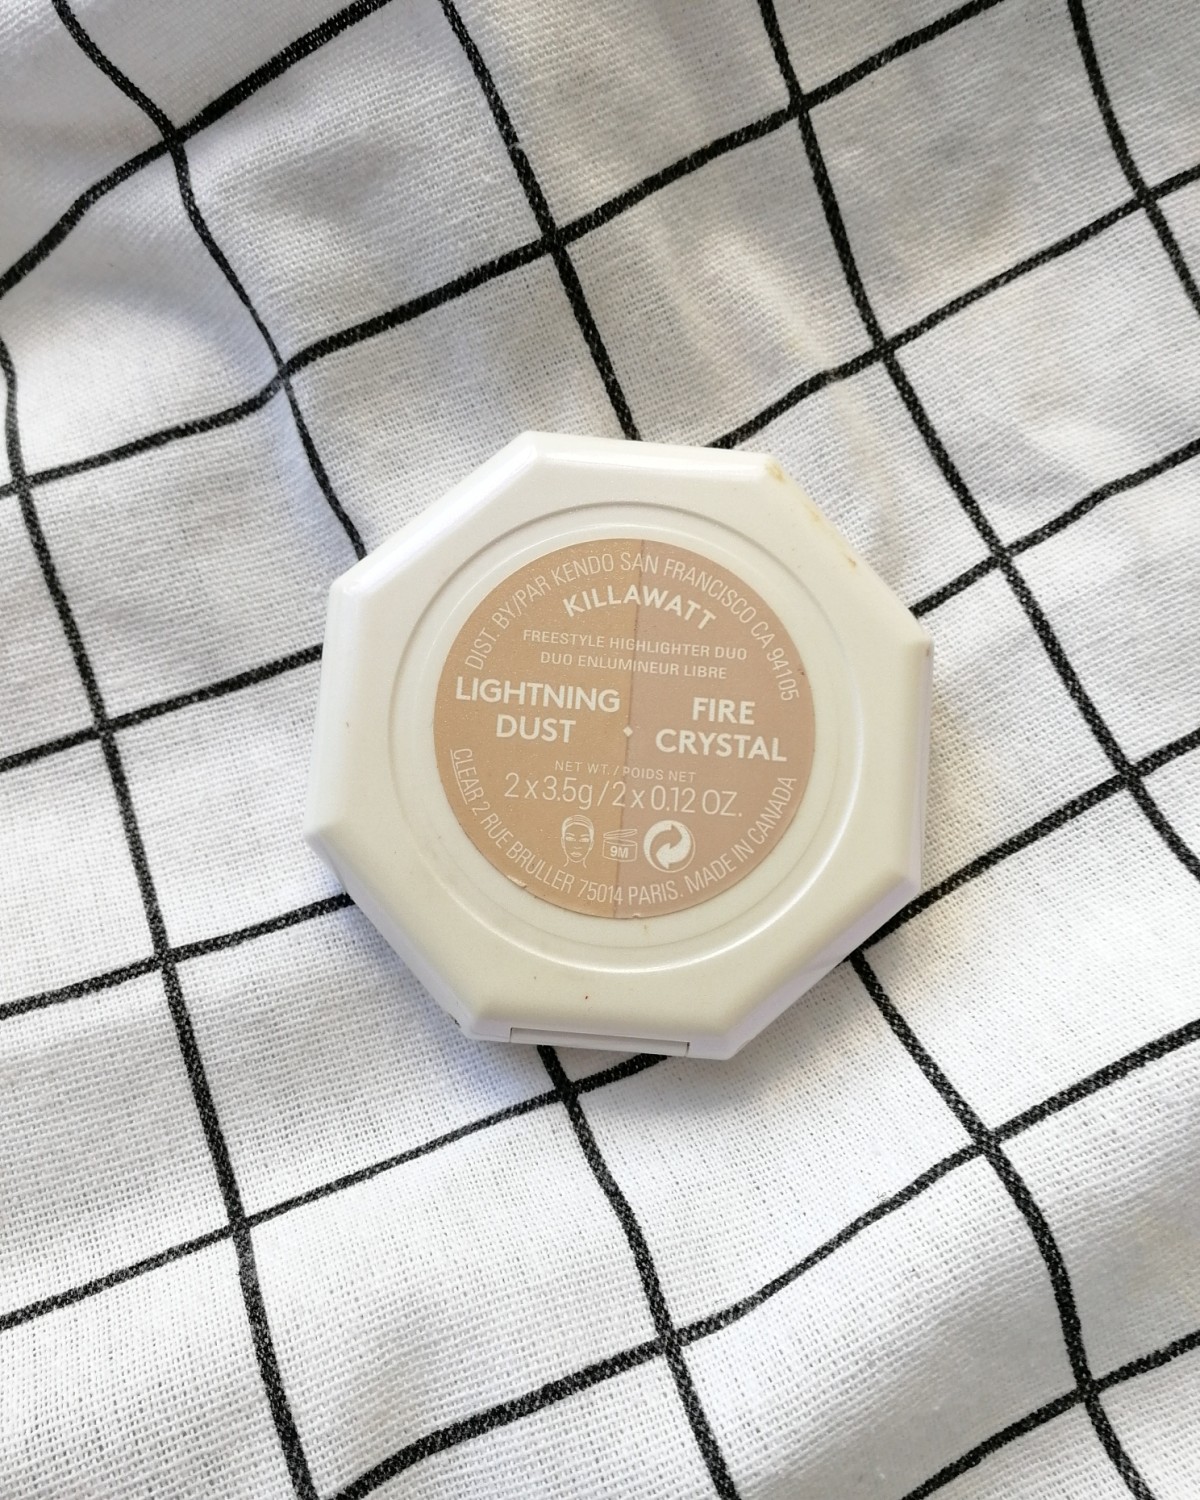 DIST. BY/PAR KENDO SAN FRANCISCO CA 94105
KILLAWATT
FREESTYLE HIGHLIGHTER DUO
DUO ENLUMINEUR LIBRE
LIGHTNING
DUST
FIRE
CRYSTAL
NET WT. / POIDS NET
2 x 3.5g / 2 x 0.12 OZ.
9M
CLEAR 2 RUE BRULLER 75014 PARIS. MADE IN CANADA